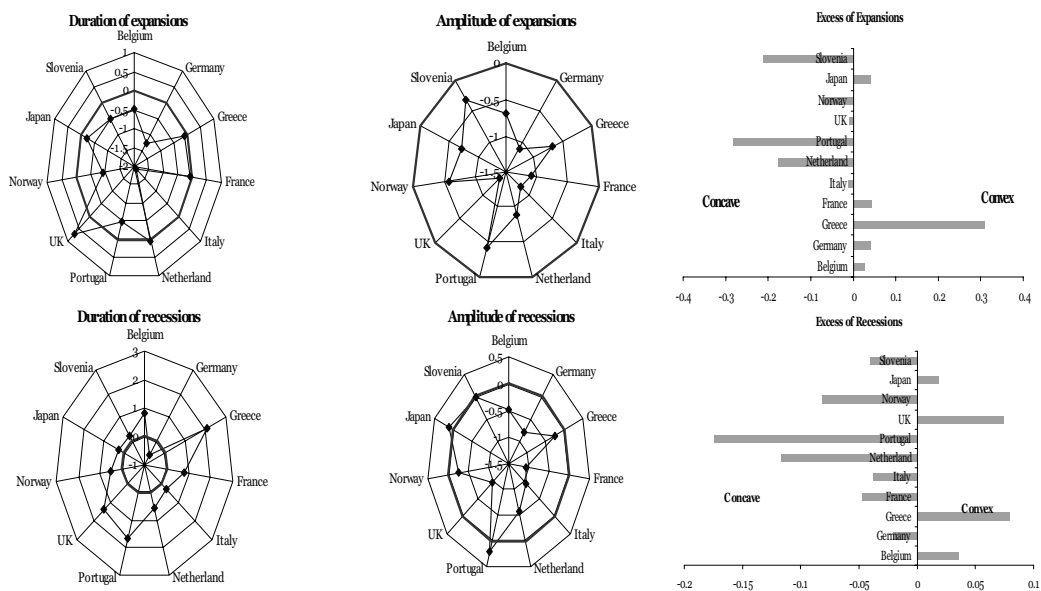 Duration of expansions
Belgium
Germany
Greece
France
Italy
Netherland
Portugal
UK
Norway
Japan
Slovenia
1
0.5
0
-0.5
-1
-1.5
-2
Amplitude of expansions
Belgium
Germany
Greece
France
Italy
Netherland
Portugal
UK
Norway
Japan
Slovenia
0
-0.5
-1
-1.5
Excess of Expansions
Slovenia
Japan
Norway
UK
Portugal
Netherland
Italy
France
Greece
Germany
Belgium
Concave
Convex
-0.4 -0.3 -0.2 -0.1 0 0.1 0.2 0.3 0.4
Duration of recessions
Belgium
Germany
Greece
France
Italy
Netherland
Portugal
UK
Norway
Japan
Slovenia
3
2
1
0
-1
Amplitude of recessions
Belgium
Germany
Greece
France
Italy
Netherland
Portugal
UK
Norway
Japan
Slovenia
0.5
0
-0.5
-1
-1.5
Excess of Recessions
Slovenia
Japan
Norway
UK
Portugal
Netherland
Italy
France
Greece
Germany
Belgium
Concave
Convex
-0.2 -0.15 -0.1 -0.05 0 0.05 0.1